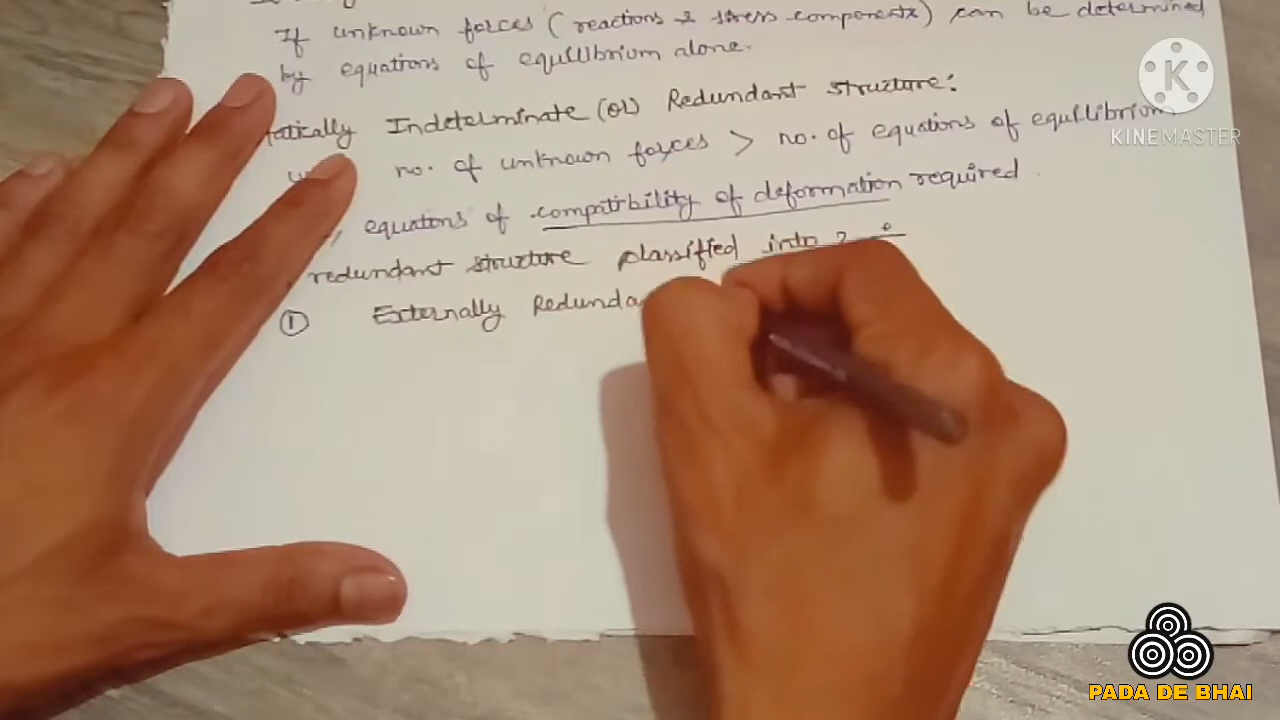 If unknown forces (reactions & stress components) can be determined
by equations of equilibrium alone.
tatically Indeterminate (or) Redundant structure:
no. of unknown forces > no. of equations of equilibrium
equations of compatibility of deformation required.
redundant structure classified into 2 :
① Externally Redunda
K
KINEMASTER
PADA DE BHAI